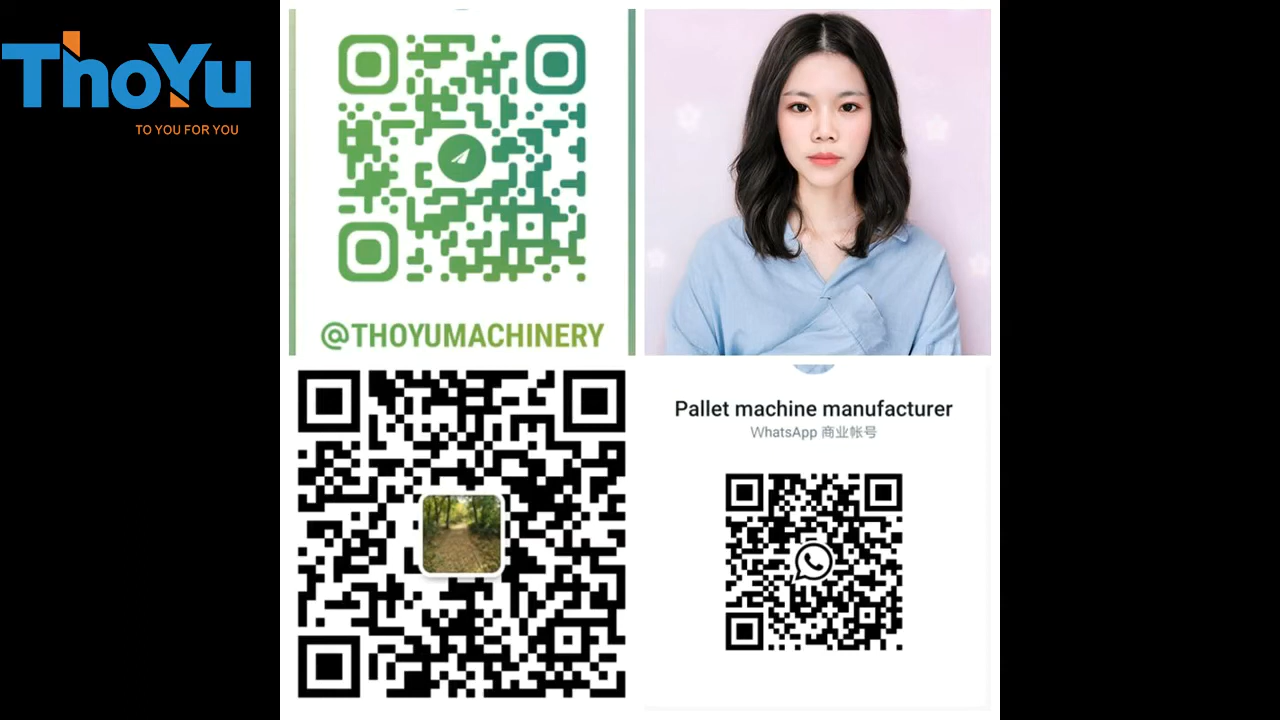 ThoYu
TO YOU FOR YOU
@THOYUMACHINERY
Pallet machine manufacturer
WhatsApp 商业帐号